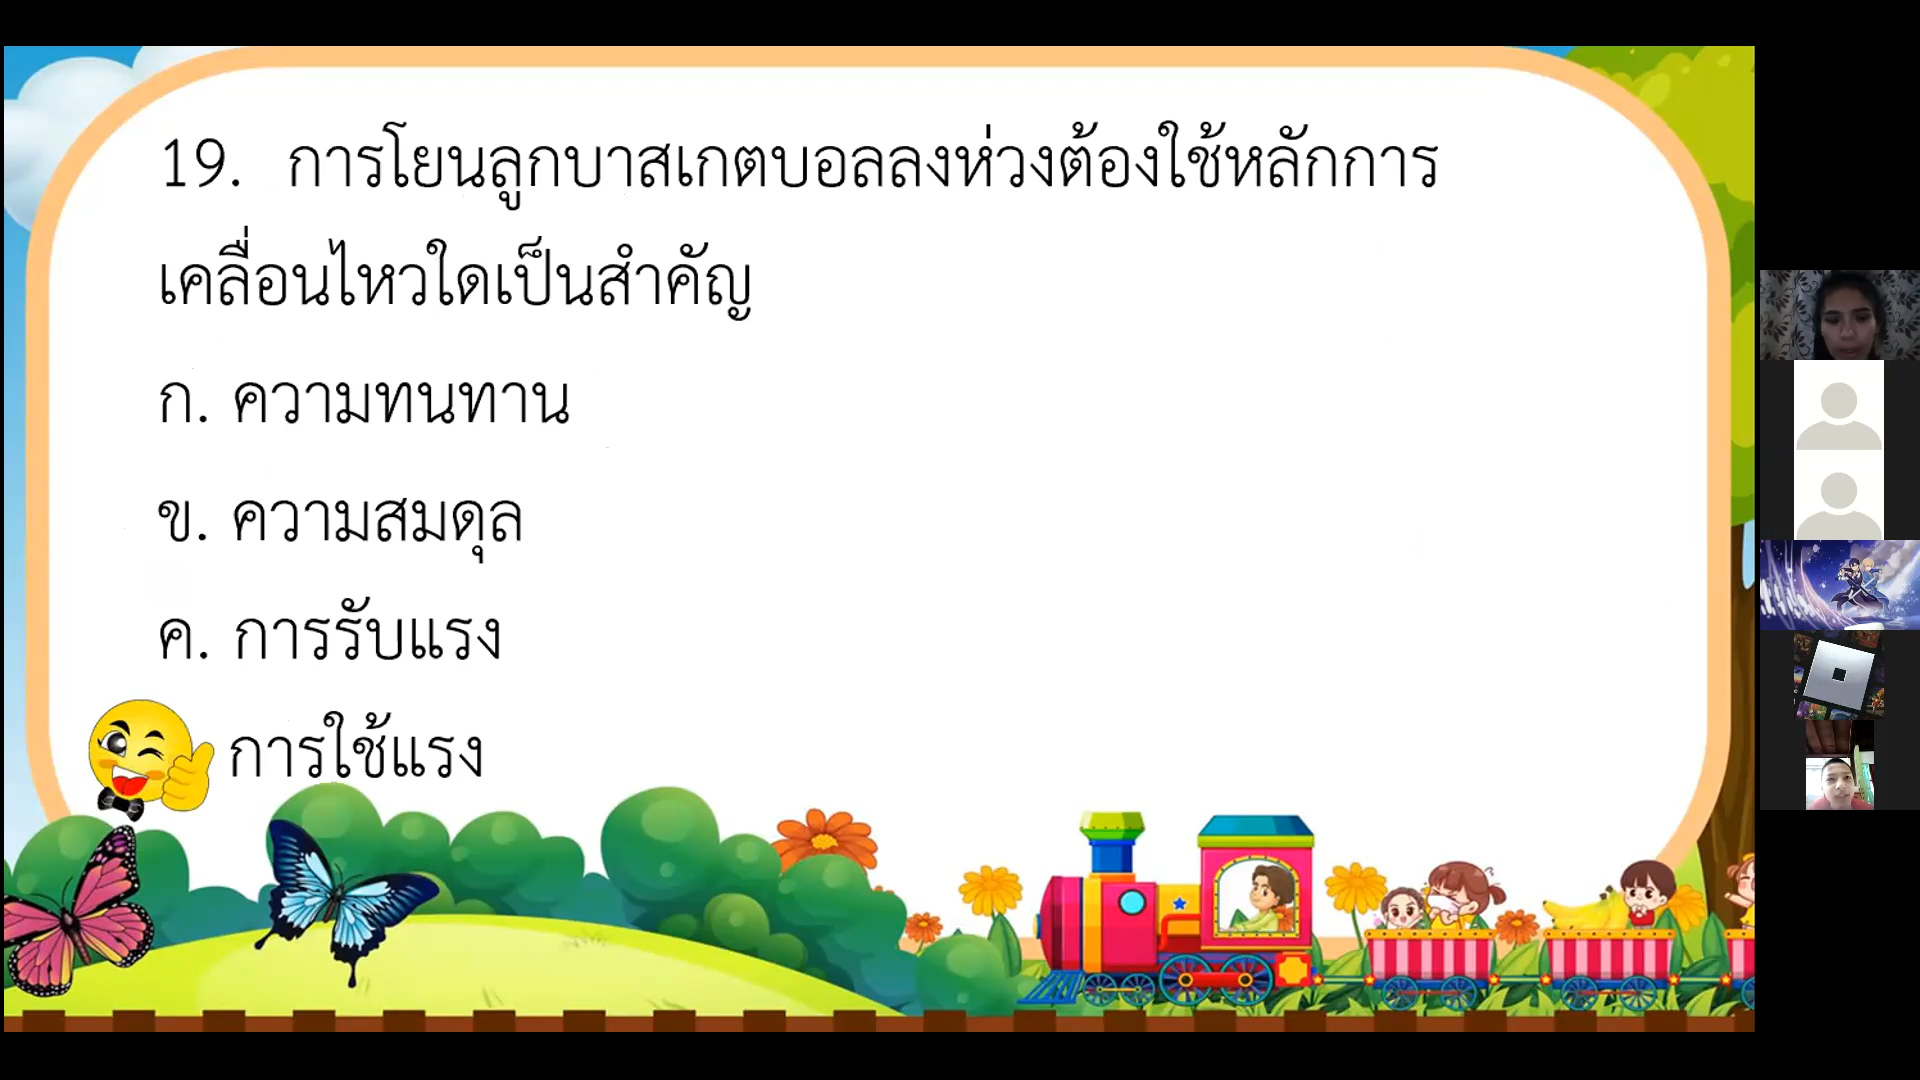 19. การโยนลูกบาสเกตบอลลงห่วงต้องใช้หลักการ
เคลื่อนไหวใดเป็นสำคัญ
ก. ความทนทาน
ข. ความสมดุล
ค. การรับแรง
การใช้แรง